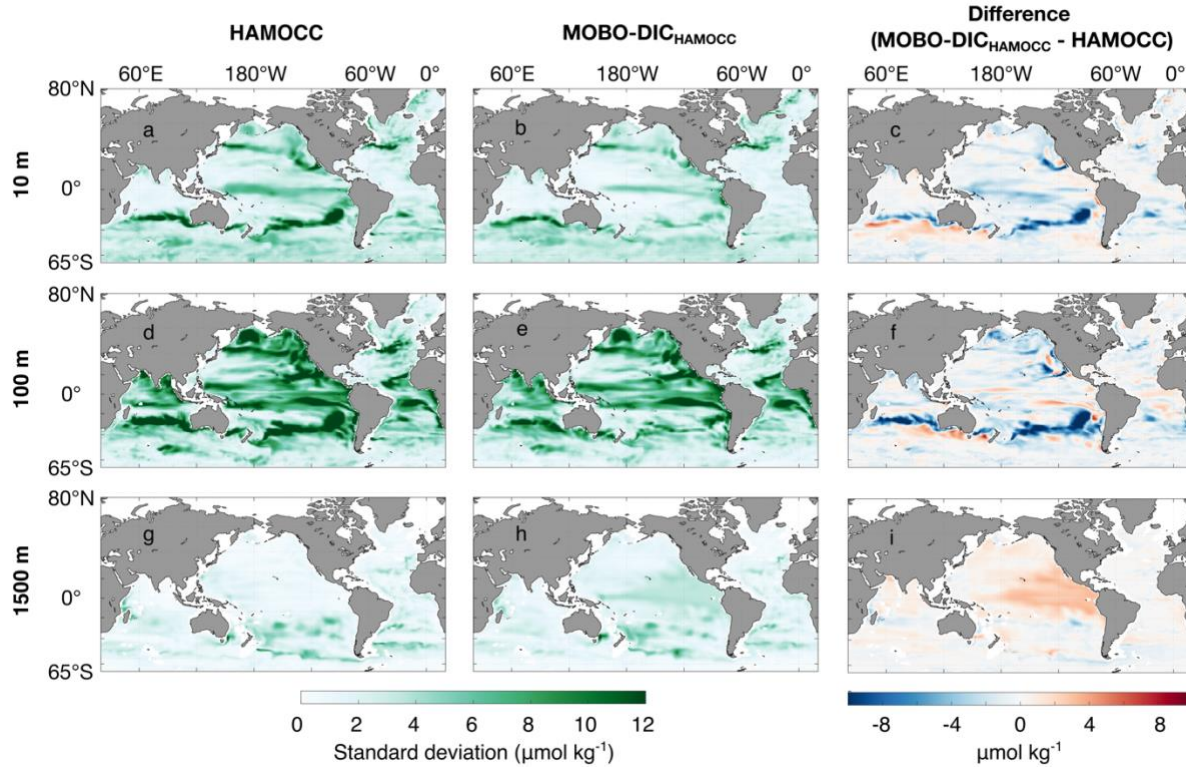 HAMOCC
MOBO-DICHAMOCC
Difference
(MOBO-DICHAMOCC - HAMOCC)
60°E 180°W 60°W 0°
60°E 180°W 60°W 0°
60°E 180°W 60°W 0°
10 m
80°N
0°
65°S
a
b
c
100 m
80°N
0°
65°S
d
e
f
1500 m
80°N
0°
65°S
g
h
i
0 2 4 6 8 10 12
Standard deviation (µmol kg-1)
-8 -4 0 4 8
µmol kg-1